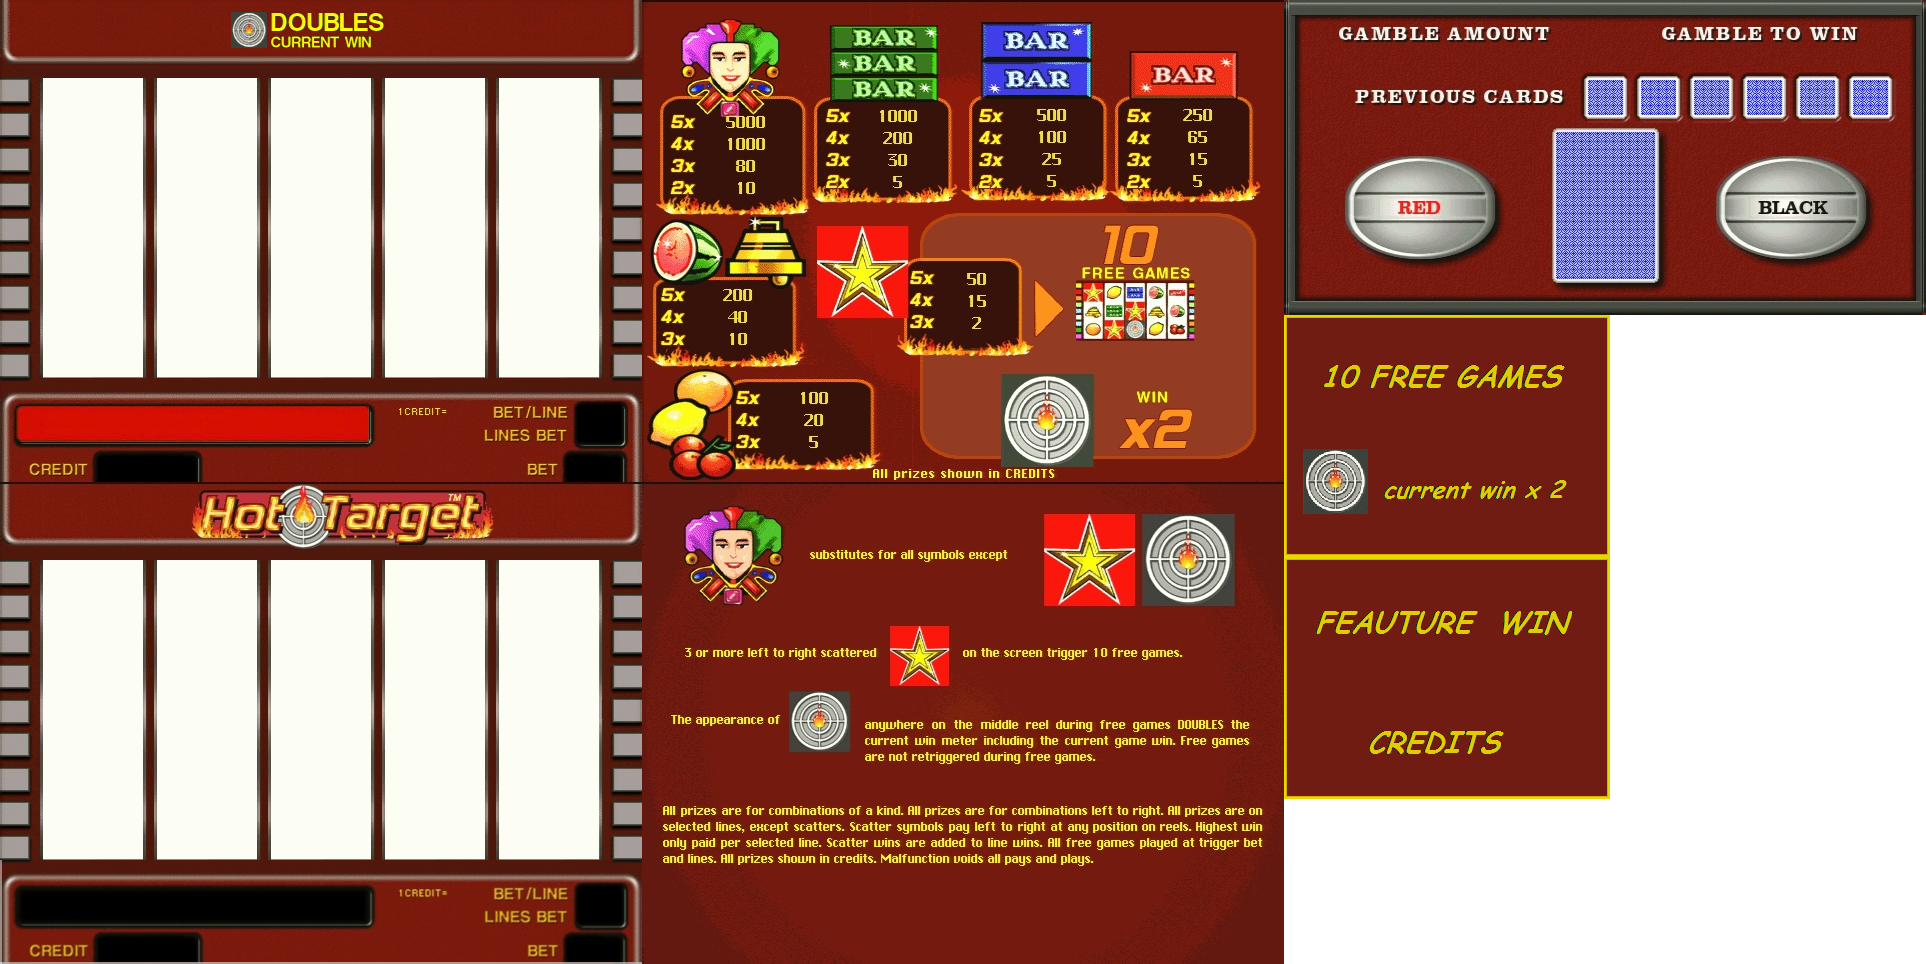 DOUBLES
CURRENT WIN
1 CREDIT=
BET/LINE
LINES BET
CREDIT
BET
BAR
BAR
BAR
BAR
BAR
BAR
5x 5000
4x 1000
3x 80
2x 10
5x 1000
4x 200
3x 30
2x 5
5x 500
4x 100
3x 25
2x 5
5x 250
4x 65
3x 15
2x 5
5x 200
4x 40
3x 10
5x 50
4x 15
3x 2
10
FREE GAMES
5x 100
4x 20
3x 5
WIN
x2
All prizes shown in CREDITS
GAMBLE AMOUNT
GAMBLE TO WIN
PREVIOUS CARDS
RED
BLACK
10 FREE GAMES
current win x 2
FEAUTURE WIN
CREDITS
Hot Target™
1 CREDIT=
BET/LINE
LINES BET
CREDIT
BET
substitutes for all symbols except
3 or more left to right scattered on the screen trigger 10 free games.
The appearance of
anywhere on the middle reel during free games DOUBLES the
current win meter including the current game win. Free games
are not retriggered during free games.
All prizes are for combinations of a kind. All prizes are for combinations left to right. All prizes are on
selected lines, except scatters. Scatter symbols pay left to right at any position on reels. Highest win
only paid per selected line. Scatter wins are added to line wins. All free games played at trigger bet
and lines. All prizes shown in credits. Malfunction voids all pays and plays.